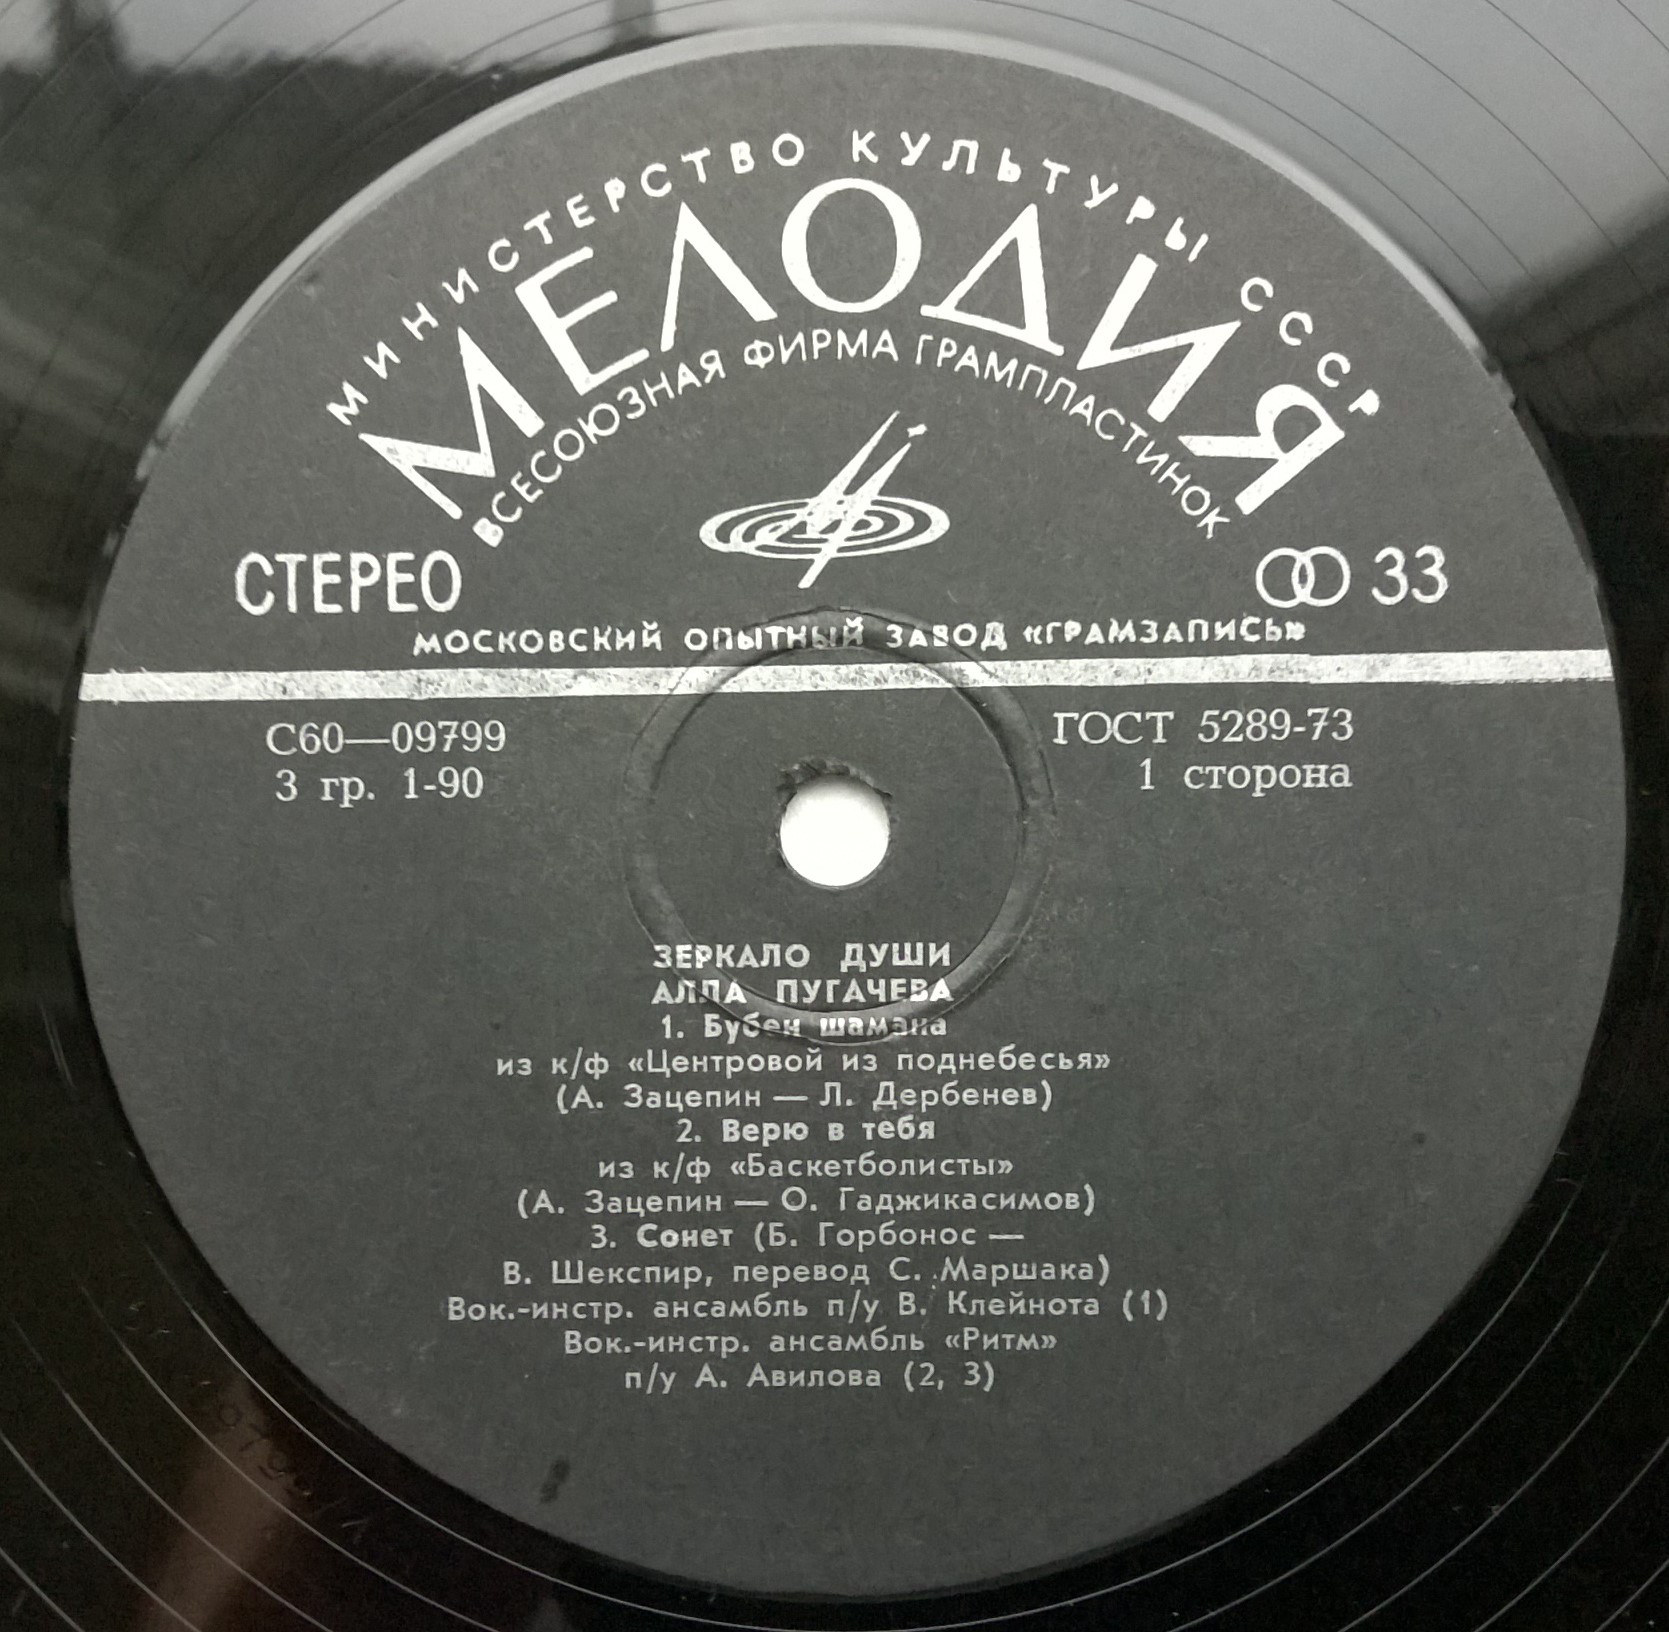 МИНИСТЕРСТВО КУЛЬТУРЫ СССР
МЕЛОДИЯ
ВСЕСОЮЗНАЯ ФИРМА ГРАМПЛАСТИНОК
СТЕРЕО
33
МОСКОВСКИЙ ОПЫТНЫЙ ЗАВОД «ГРАМЗАПИСЬ»
С60—09799
ГОСТ 5289-73
3 гр. 1-90
1 сторона
ЗЕРКАЛО ДУШИ
АЛЛА ПУГАЧЕВА
1. Бубен шамана
из к/ф «Центровой из поднебесья»
(А. Зацепин — Л. Дербенев)
2. Верю в тебя
из к/ф «Баскетболисты»
(А. Зацепин — О. Гаджикасимов)
3. Сонет (Б. Горбонос —
В. Шекспир, перевод С. Маршака)
Вок.-инстр. ансамбль п/у В. Клейнота (1)
Вок.-инстр. ансамбль «Ритм»
п/у А. Авилова (2, 3)